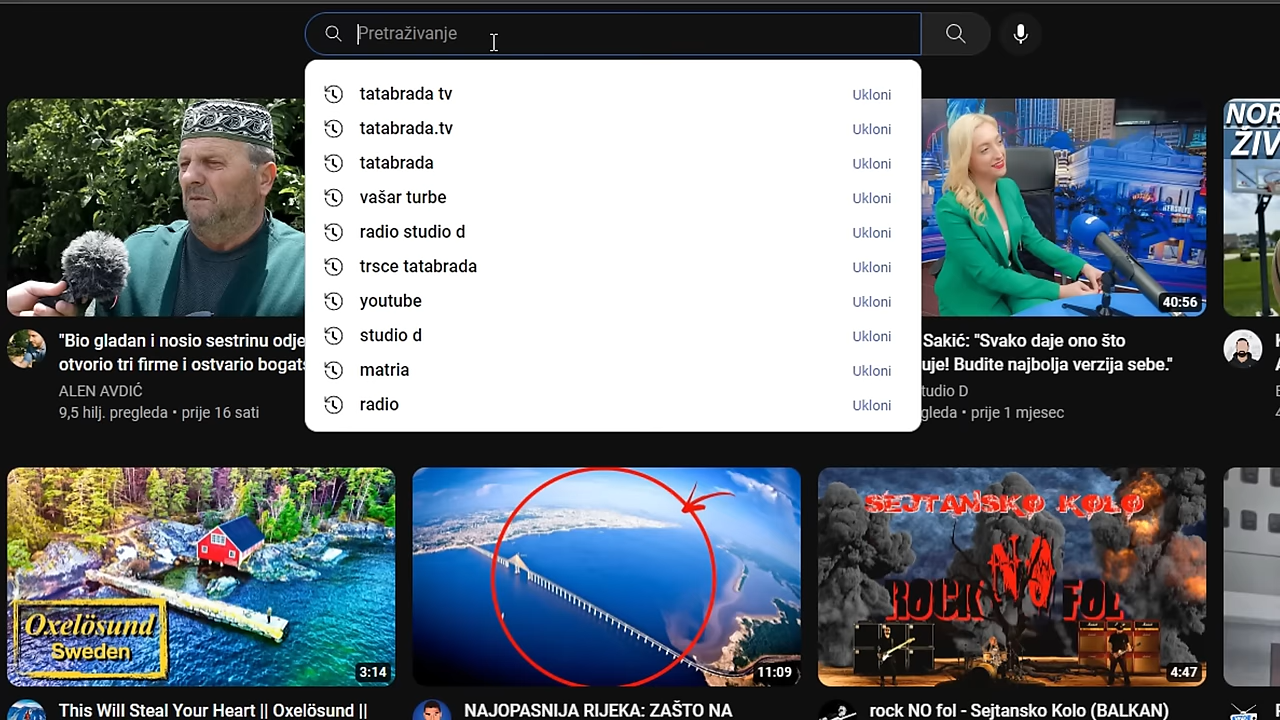 Pretraživanje
tatabrada tv Ukloni
tatabrada.tv Ukloni
tatabrada Ukloni
vašar turbe Ukloni
radio studio d Ukloni
trsce tatabrada Ukloni
youtube Ukloni
studio d Ukloni
matria Ukloni
radio Ukloni
"Bio gladan i nosio sestrinu odje
otvorio tri firme i ostvario bogats
ALEN AVDIĆ
9,5 hilj. pregleda • prije 16 sati
40:56
Sakić: "Svako daje ono što
uje! Budite najbolja verzija sebe."
tudio D
gleda • prije 1 mjesec
NOR
ŽIV
Oxelösund
Sweden
3:14
This Will Steal Your Heart || Oxelösund ||
11:09
NAJOPASNIJA RIJEKA: ZAŠTO NA
SEJTANSKO KOLO
ROCK NO FOL
4:47
rock NO fol - Sejtansko Kolo (BALKAN)